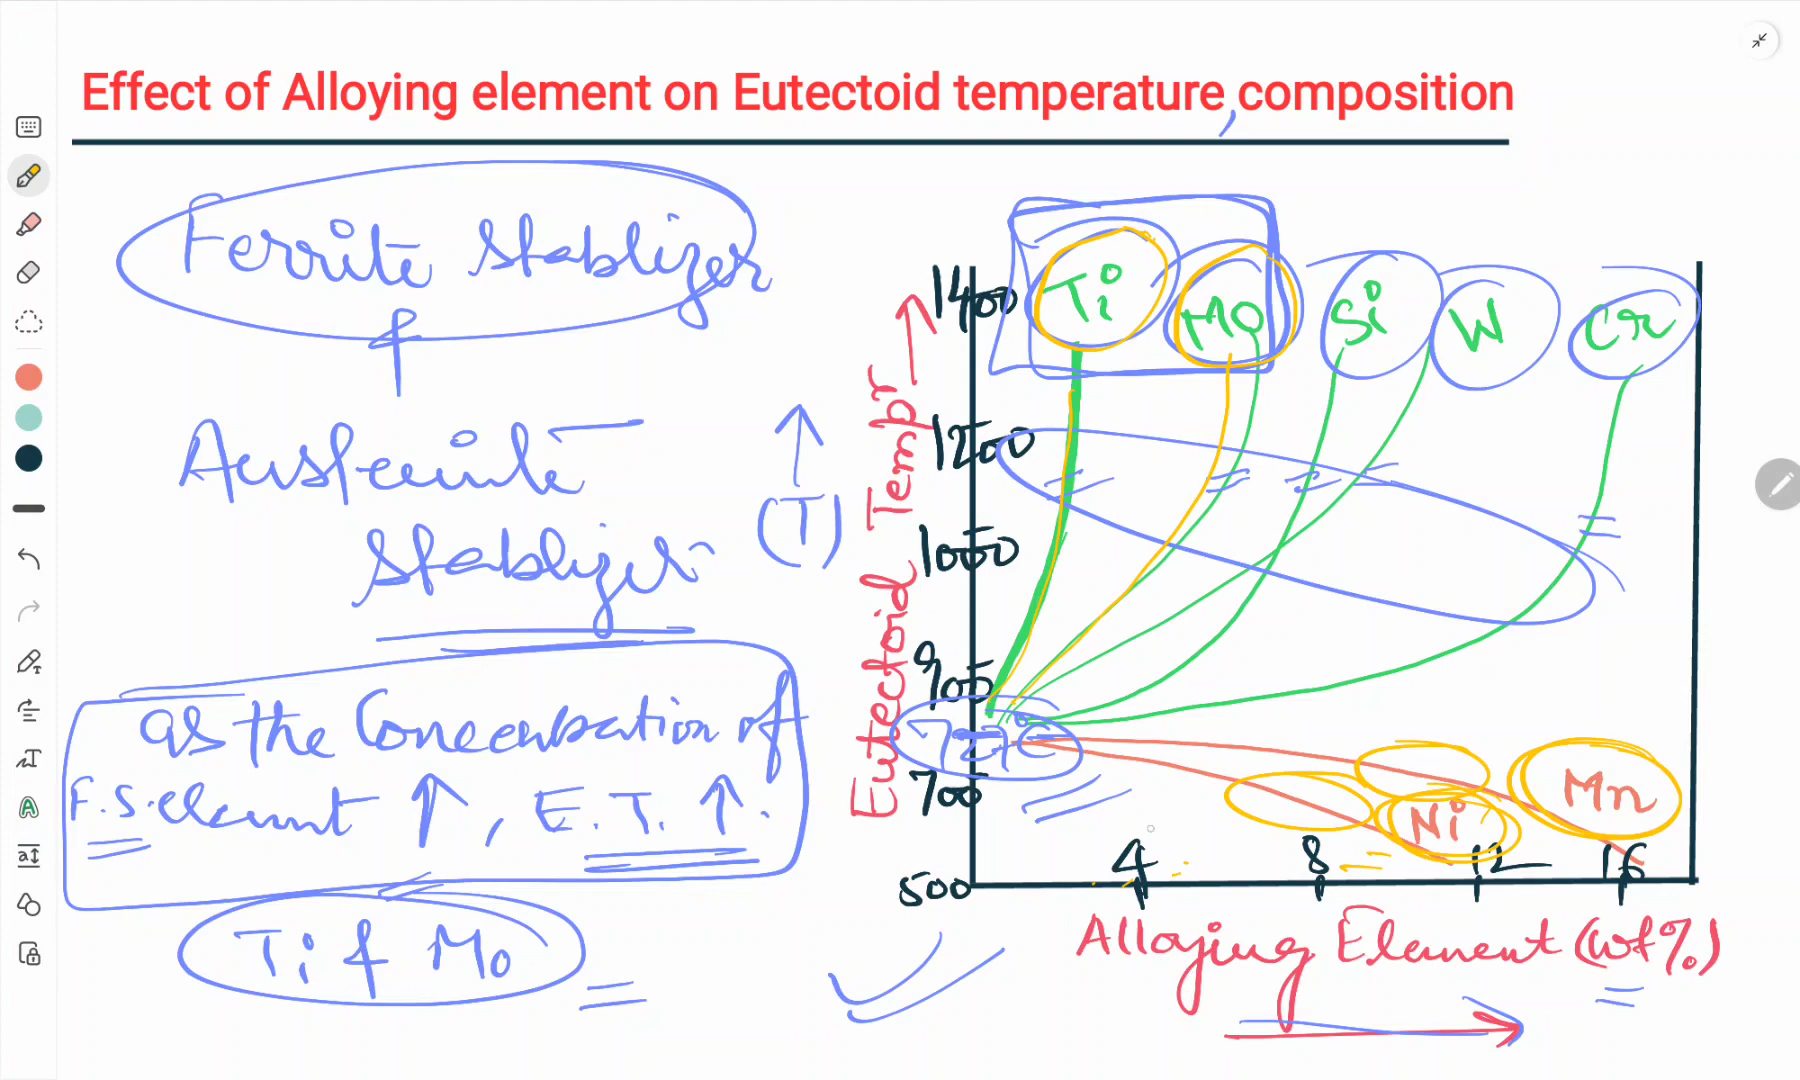 Effect of Alloying element on Eutectoid temperature, composition
Ferrite Stablizer
&
Austenite
Stablizer
(T)
as the Concentration of
F.S. element ↑, E.T. ↑.
Ti & Mo
Eutectoid Tempr →
1400
1200
1000
900
727°C
700
500
Ti
Mo
Si
W
Cr
Ni
Mn
4
8
12
16
Alloying Element (wt%)